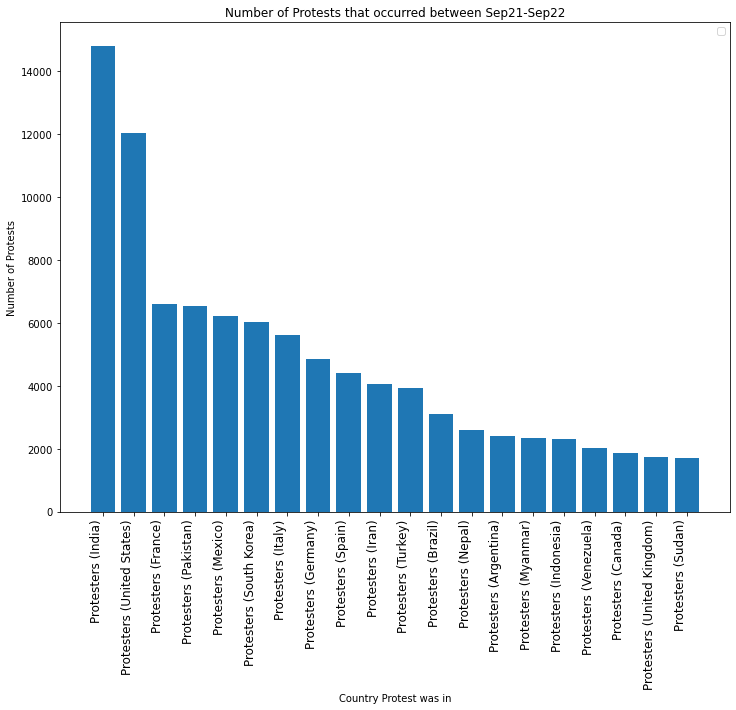 Number of Protests that occurred between Sep21-Sep22
Number of Protests
14000
12000
10000
8000
6000
4000
2000
0
Protesters (India)
Protesters (United States)
Protesters (France)
Protesters (Pakistan)
Protesters (Mexico)
Protesters (South Korea)
Protesters (Italy)
Protesters (Germany)
Protesters (Spain)
Protesters (Iran)
Protesters (Turkey)
Protesters (Brazil)
Protesters (Nepal)
Protesters (Argentina)
Protesters (Myanmar)
Protesters (Indonesia)
Protesters (Venezuela)
Protesters (Canada)
Protesters (United Kingdom)
Protesters (Sudan)
Country Protest was in